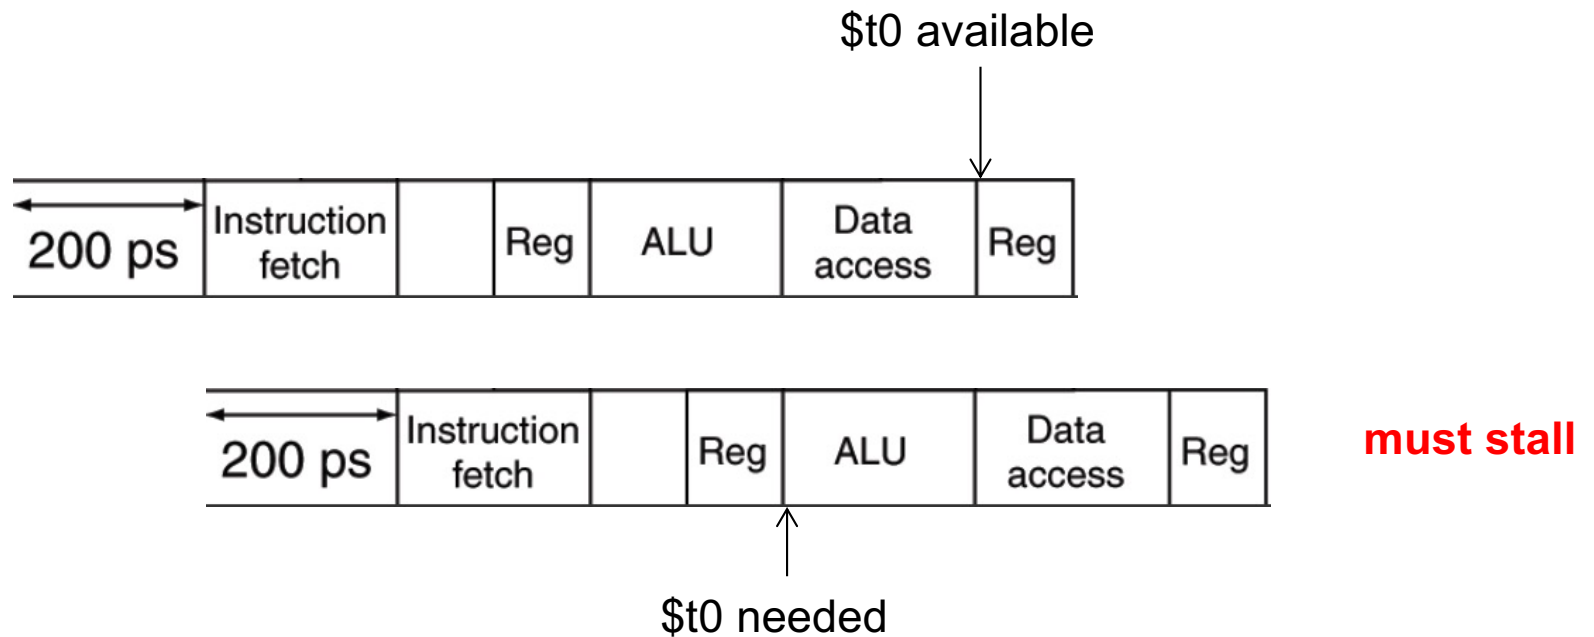 $t0 available
200 ps
Instruction
fetch
Reg
ALU
Data
access
Reg
200 ps
Instruction
fetch
Reg
ALU
Data
access
Reg
must stall
$t0 needed